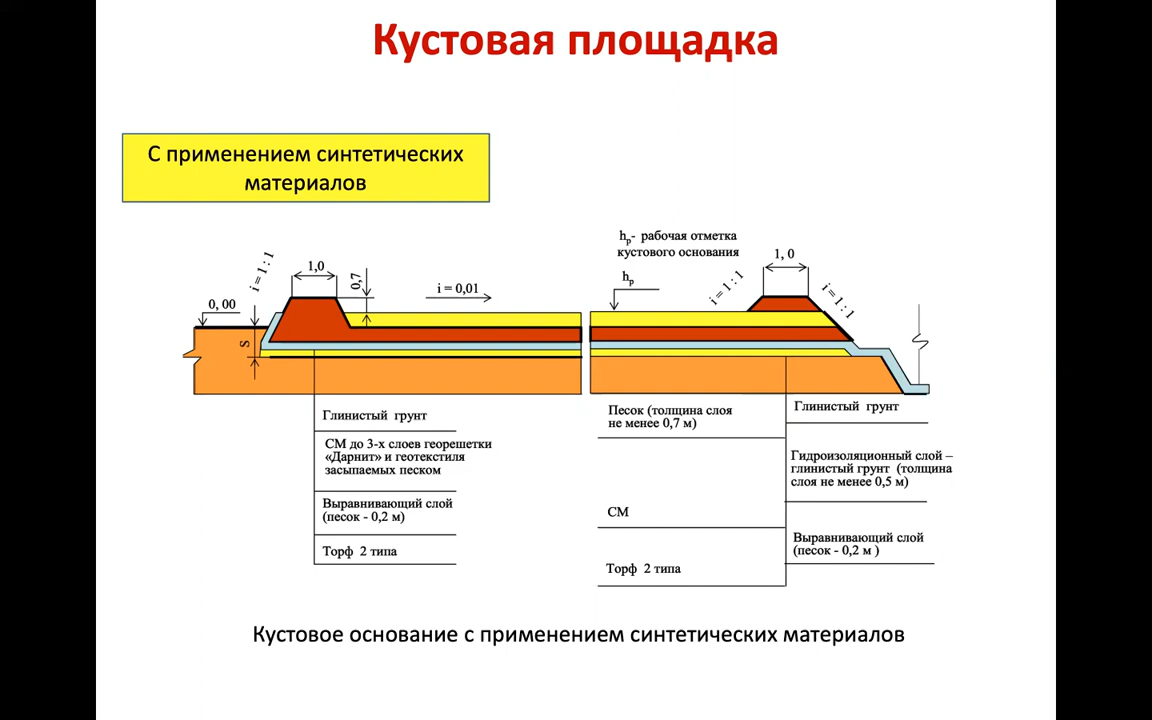 Кустовая площадка
С применением синтетических
материалов
hр- рабочая отметка
кустового основания
i = 1 : 1
1,0
0,7
i = 0,01
hр
i = 1 : 1
1, 0
i = 1 : 1
0, 00
S
Глинистый грунт
СМ до 3-х слоев георешетки
«Дарнит» и геотекстиля
засыпаемых песком
Выравнивающий слой
(песок - 0,2 м)
Торф 2 типа
Песок (толщина слоя
не менее 0,7 м)
СМ
Торф 2 типа
Глинистый грунт
Гидроизоляционный слой –
глинистый грунт (толщина
слоя не менее 0,5 м)
Выравнивающий слой
(песок - 0,2 м )
Кустовое основание с применением синтетических материалов